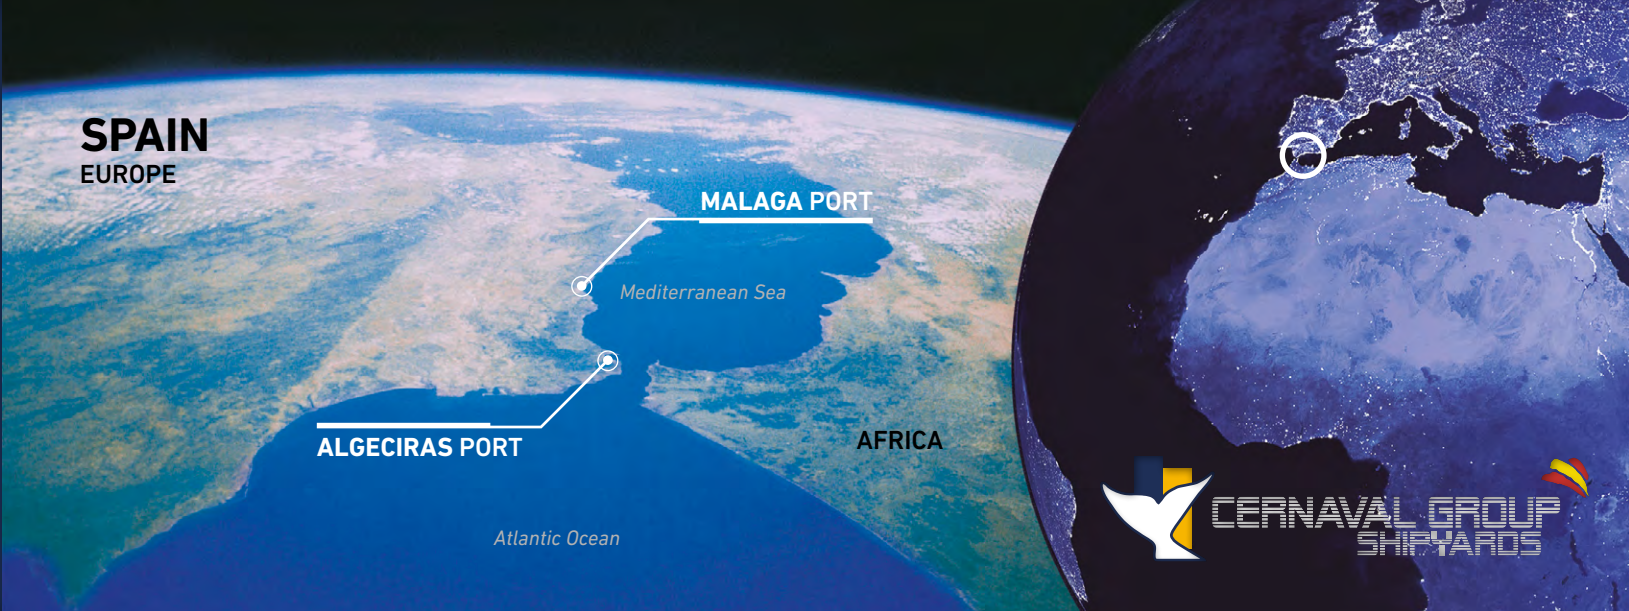 SPAIN
EUROPE
MALAGA PORT
Mediterranean Sea
ALGECIRAS PORT
AFRICA
Atlantic Ocean
CERNAVAL GROUP
SHIPYARDS